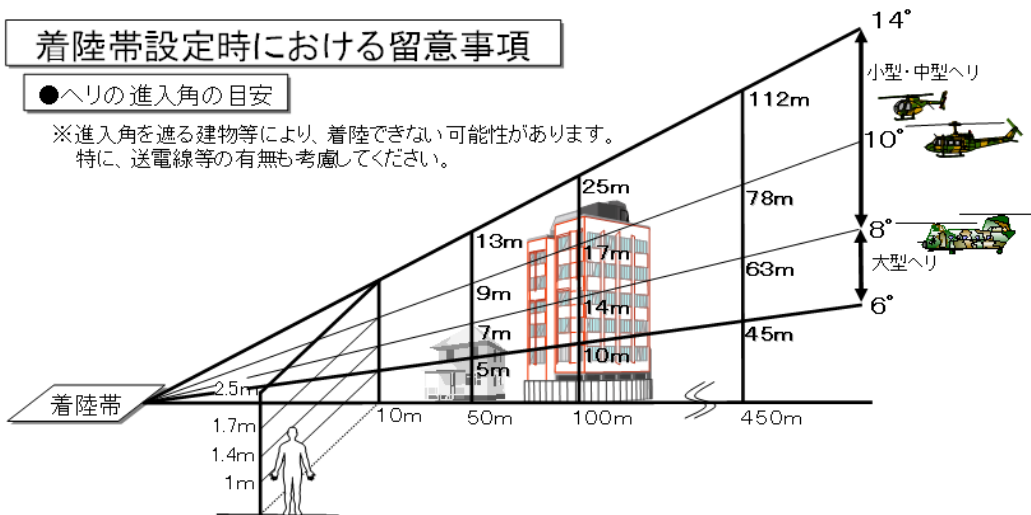 着陸帯設定時における留意事項
●ヘリの進入角の目安
※進入角を遮る建物等により、着陸できない可能性があります。
特に、送電線等の有無も考慮してください。
14°
小型・中型ヘリ
112m
10°
25m
78m
8°
13m
17m
大型ヘリ
63m
9m
14m
6°
7m
45m
10m
5m
2.5m
着陸帯
10m
50m
100m
450m
1.7m
1.4m
1m